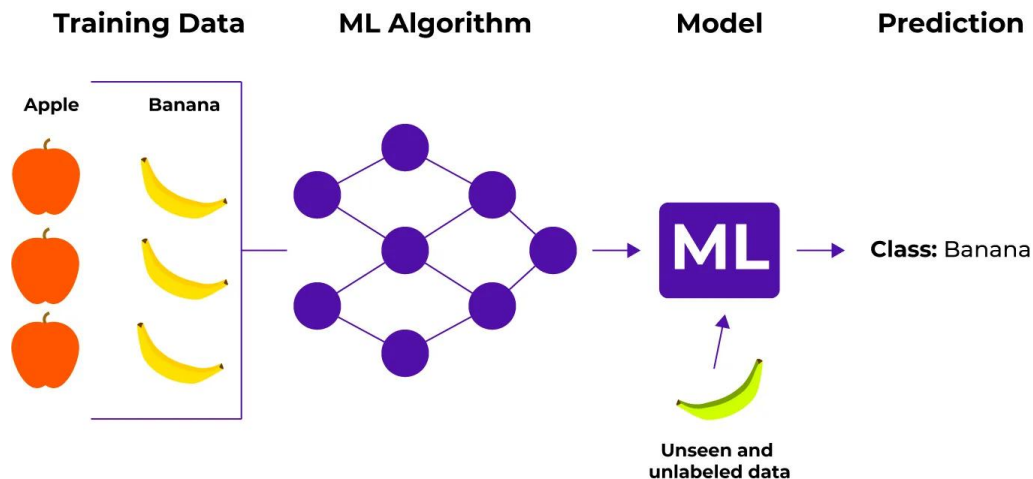 Training Data
ML Algorithm
Model
Prediction
Apple
Banana
ML
Class: Banana
Unseen and
unlabeled data